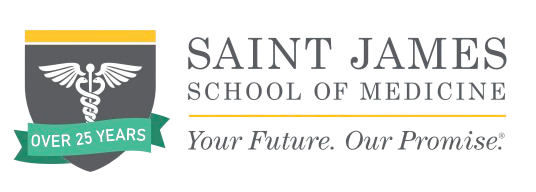 SAINT JAMES
SCHOOL OF MEDICINE
Your Future. Our Promise.®
OVER 25 YEARS